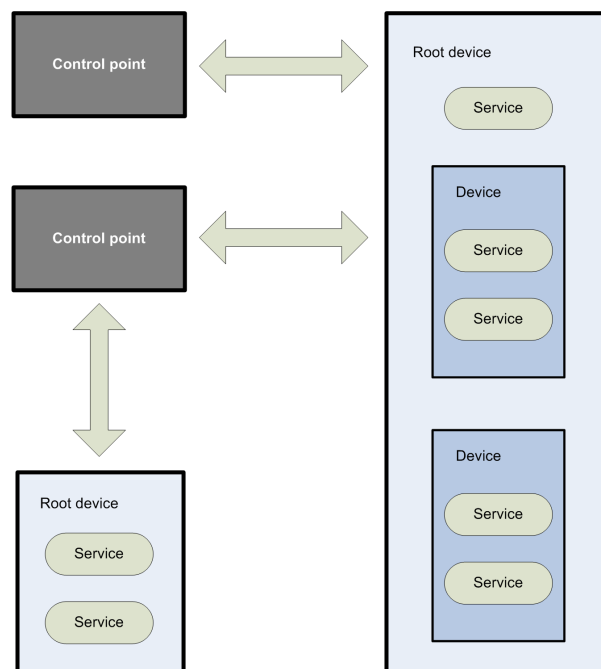 Control point
Root device
Service
Device
Service
Service
Control point
Device
Service
Service
Root device
Service
Service